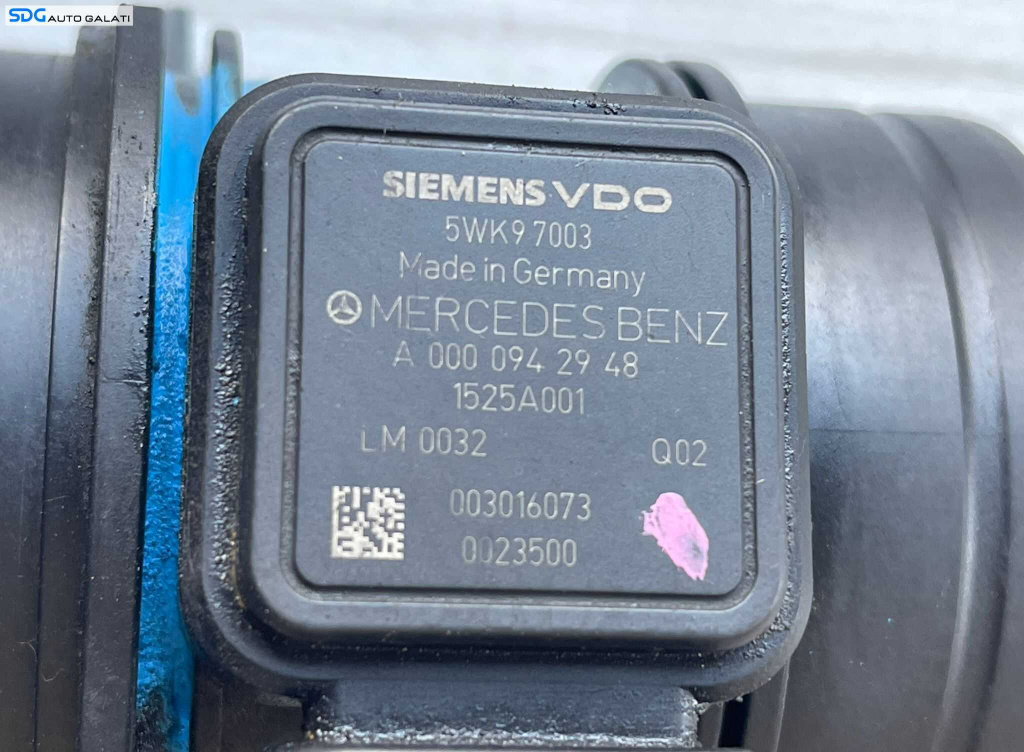 SDG AUTO GALATI
SIEMENS VDO
5WK9 7003
Made in Germany
MERCEDES BENZ
A 000 094 29 48
1525A001
LM 0032 Q02
003016073
0023500